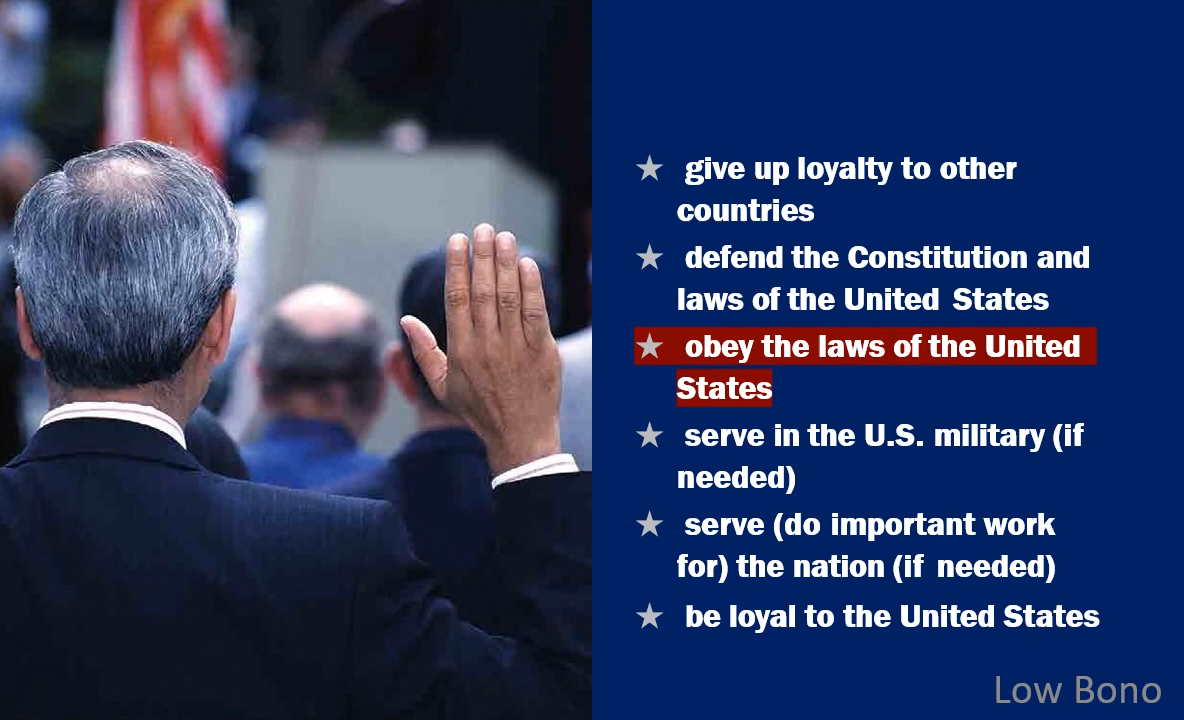 ★ give up loyalty to other
countries
★ defend the Constitution and
laws of the United States
★ obey the laws of the United
States
★ serve in the U.S. military (if
needed)
★ serve (do important work
for) the nation (if needed)
★ be loyal to the United States
Low Bono